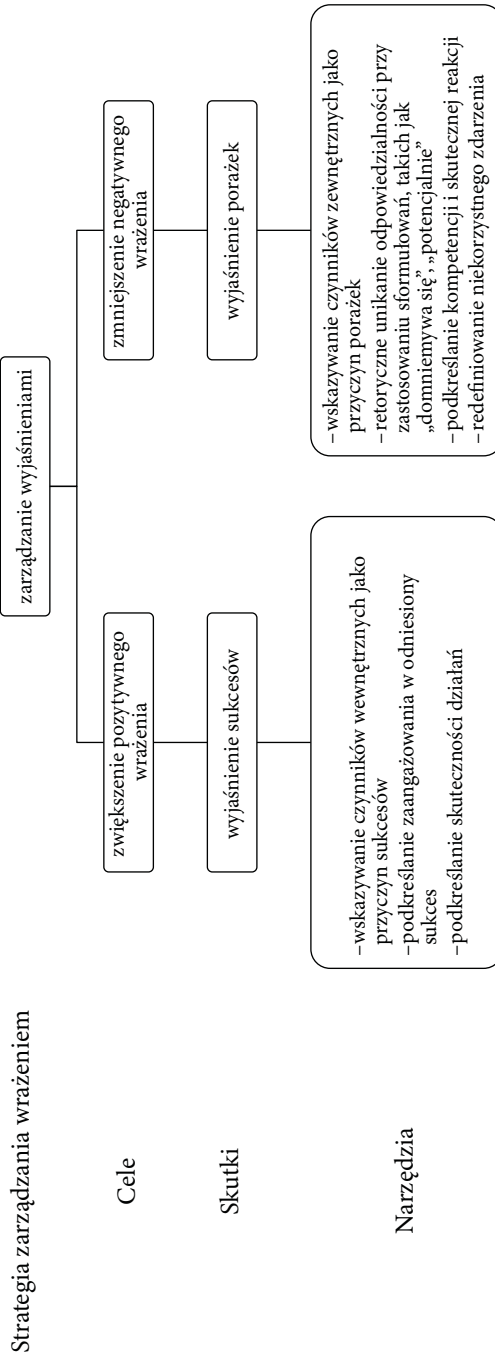 Strategia zarządzania wrażeniem
zarządzanie wyjaśnieniami
Cele
zwiększenie pozytywnego
wrażenia
zmniejszenie negatywnego
wrażenia
Skutki
wyjaśnienie sukcesów
wyjaśnienie porażek
Narzędzia
–wskazywanie czynników wewnętrznych jako
przyczyn sukcesów
–podkreślanie zaangażowania w odniesiony
sukces
–podkreślanie skuteczności działań
–wskazywanie czynników zewnętrznych jako
przyczyn porażek
–retoryczne unikanie odpowiedzialności przy
zastosowaniu sformułowań, takich jak
„domniemywa się”, „potencjalnie”
–podkreślanie kompetencji i skutecznej reakcji
–redefiniowanie niekorzystnego zdarzenia